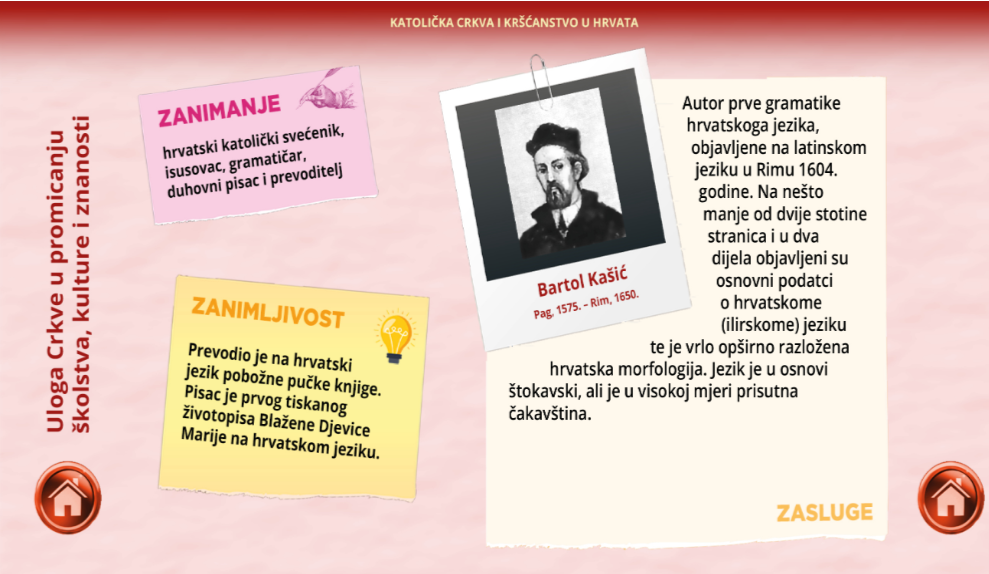 KATOLIČKA CRKVA I KRŠĆANSTVO U HRVATA
Uloga Crkve u promicanju
školstva, kulture i znanosti
ZANIMANJE
hrvatski katolički svećenik,
isusovac, gramatičar,
duhovni pisac i prevoditelj
ZANIMLJIVOST
Prevodio je na hrvatski
jezik pobožne pučke knjige.
Pisac je prvog tiskanog
životopisa Blažene Djevice
Marije na hrvatskom jeziku.
Bartol Kašić
Pag, 1575. – Rim, 1650.
Autor prve gramatike
hrvatskoga jezika,
objavljene na latinskom
jeziku u Rimu 1604.
godine. Na nešto
manje od dvije stotine
stranica i u dva
dijela objavljeni su
osnovni podatci
o hrvatskome
(ilirskome) jeziku
te je vrlo opširno razložena
hrvatska morfologija. Jezik je u osnovi
štokavski, ali je u visokoj mjeri prisutna
čakavština.
ZASLUGE